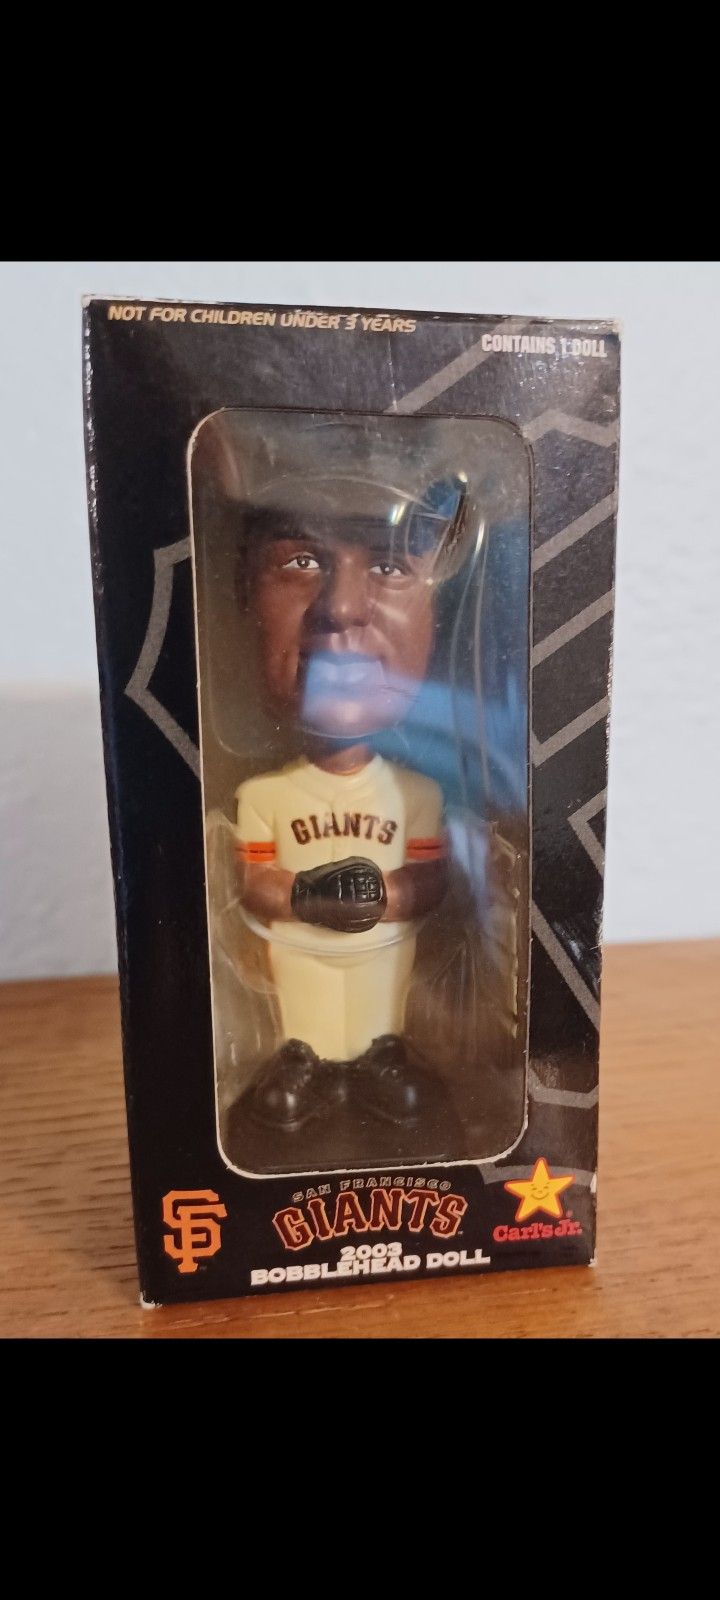 NOT FOR CHILDREN UNDER 3 YEARS
CONTAINS 1 DOLL
GIANTS
SF
SAN FRANCISCO
GIANTS
2003
BOBBLEHEAD DOLL
Carl's Jr.